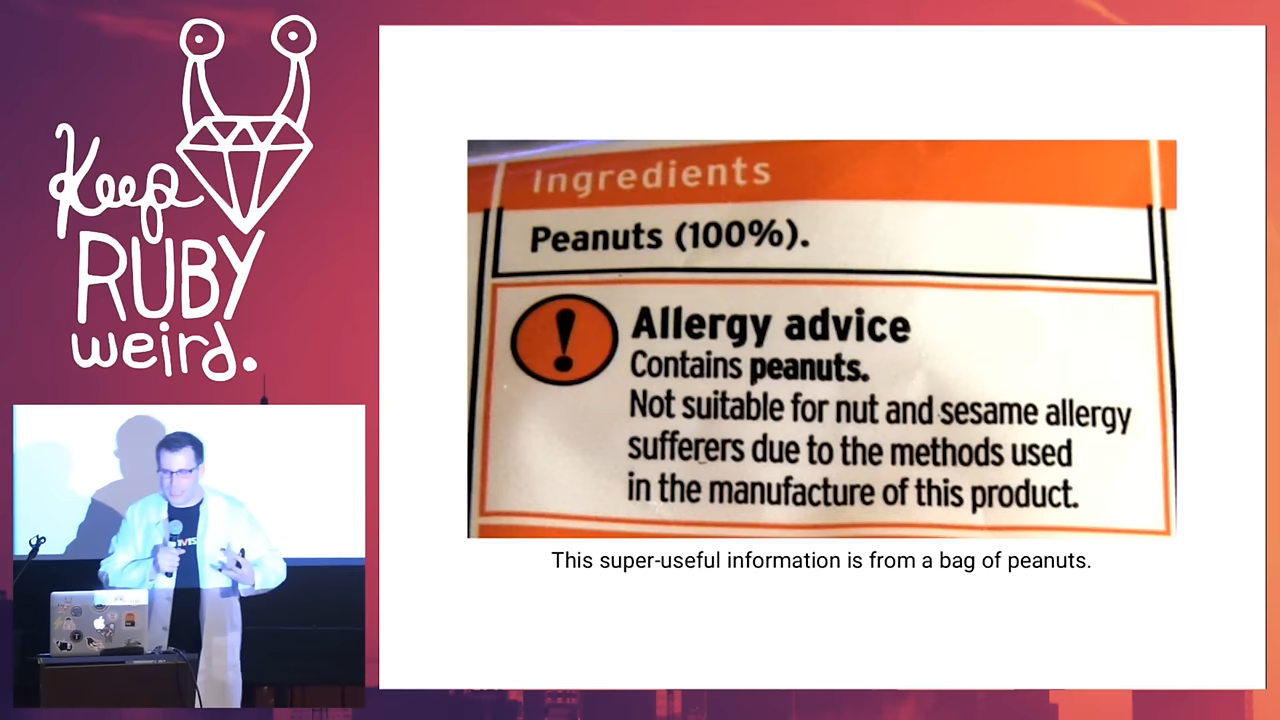 Keep
RUBY
weird.
Ingredients
Peanuts (100%).
Allergy advice
Contains peanuts.
Not suitable for nut and sesame allergy
sufferers due to the methods used
in the manufacture of this product.
This super-useful information is from a bag of peanuts.